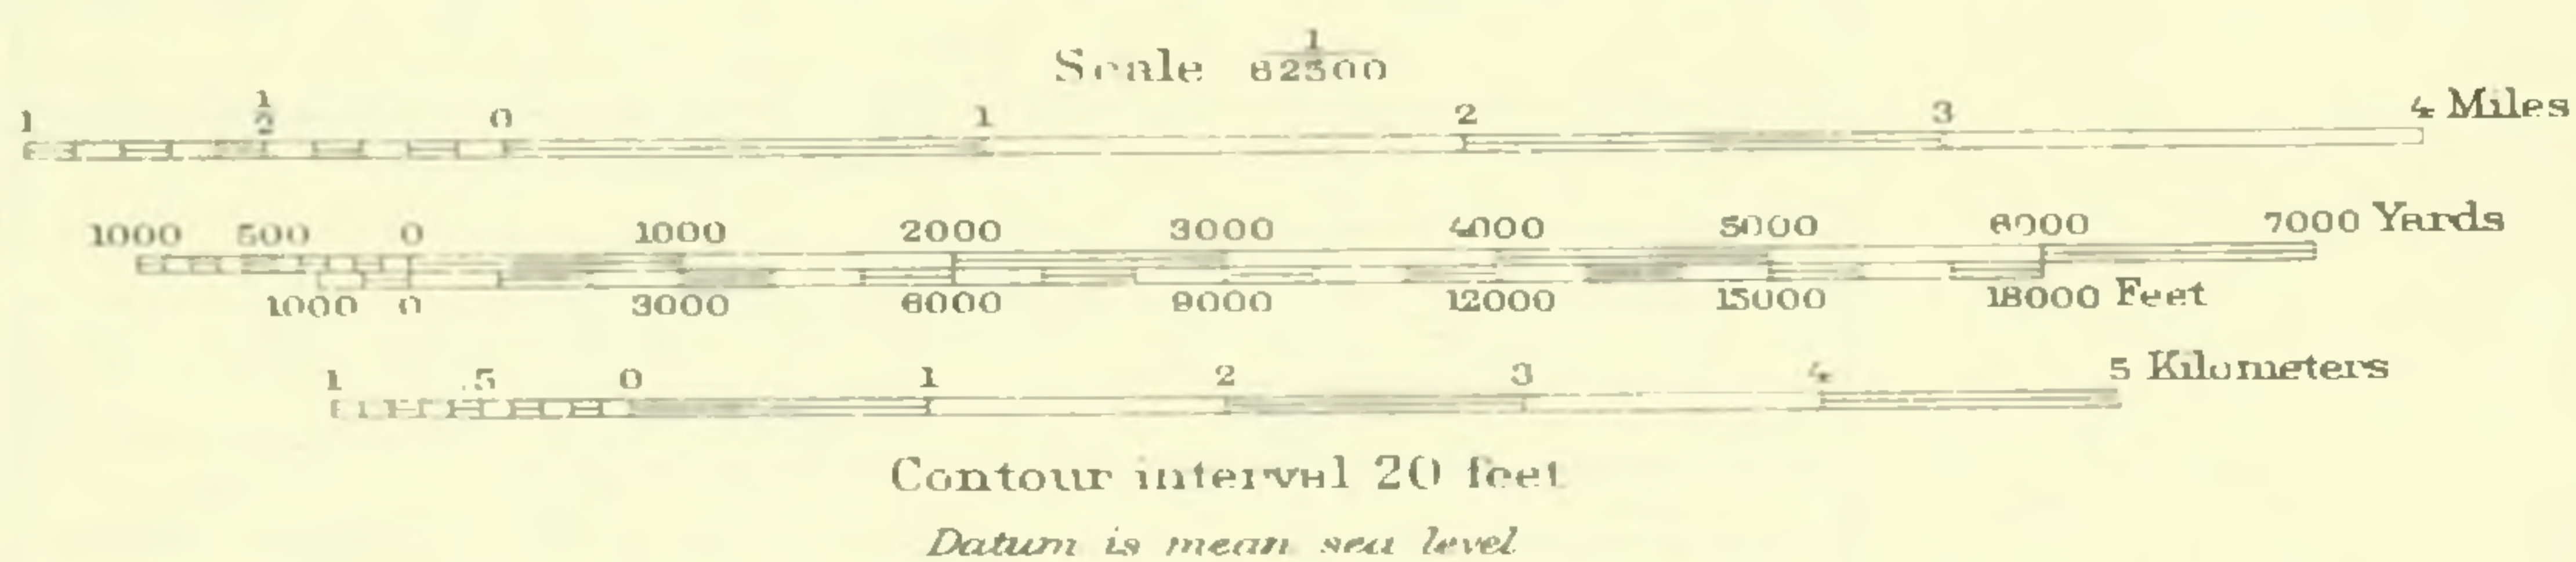 Scale 1/62500
1 1/2 0 1 2 3 4 Miles
1000 500 0 1000 2000 3000 4000 5000 6000 7000 Yards
1000 0 3000 6000 9000 12000 15000 18000 Feet
1 .5 0 1 2 3 4 5 Kilometers
Contour interval 20 feet
Datum is mean sea level